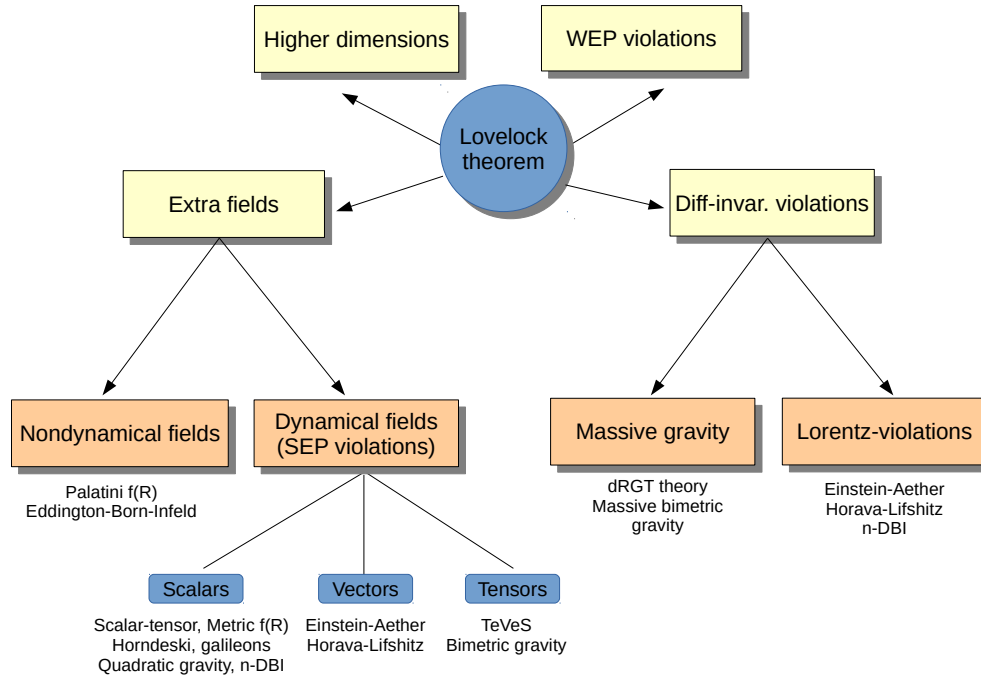 Higher dimensions
WEP violations
Lovelock
theorem
Extra fields
Diff-invar. violations
Nondynamical fields
Palatini f(R)
Eddington-Born-Infeld
Dynamical fields
(SEP violations)
Massive gravity
dRGT theory
Massive bimetric
gravity
Lorentz-violations
Einstein-Aether
Horava-Lifshitz
n-DBI
Scalars
Scalar-tensor, Metric f(R)
Horndeski, galileons
Quadratic gravity, n-DBI
Vectors
Einstein-Aether
Horava-Lifshitz
Tensors
TeVeS
Bimetric gravity